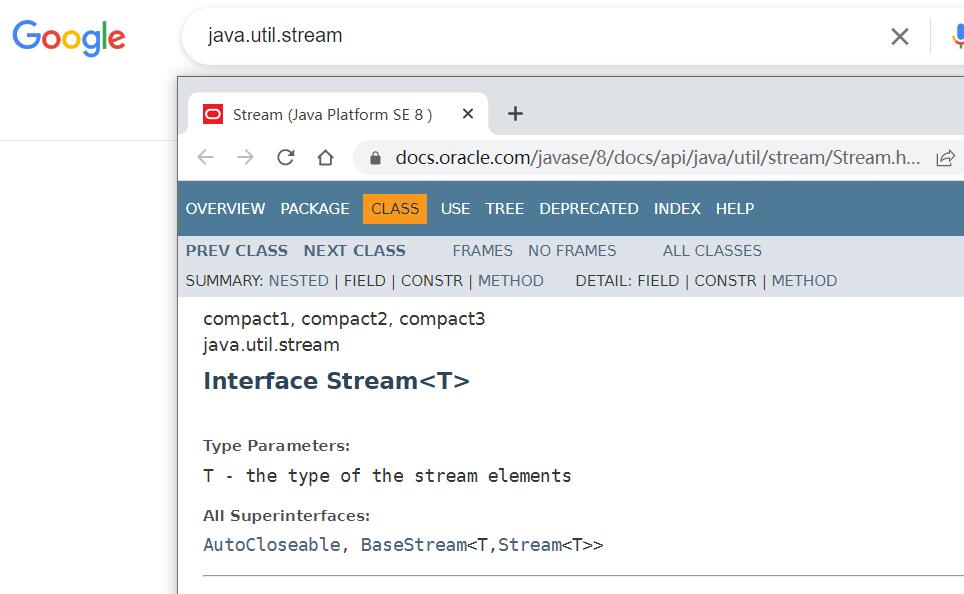 Google
java.util.stream
Stream (Java Platform SE 8 )
docs.oracle.com/javase/8/docs/api/java/util/stream/Stream.h...
OVERVIEW PACKAGE CLASS USE TREE DEPRECATED INDEX HELP
PREV CLASS NEXT CLASS FRAMES NO FRAMES ALL CLASSES
SUMMARY: NESTED | FIELD | CONSTR | METHOD DETAIL: FIELD | CONSTR | METHOD
compact1, compact2, compact3
java.util.stream
Interface Stream<T>
Type Parameters:
T - the type of the stream elements
All Superinterfaces:
AutoCloseable, BaseStream<T,Stream<T>>